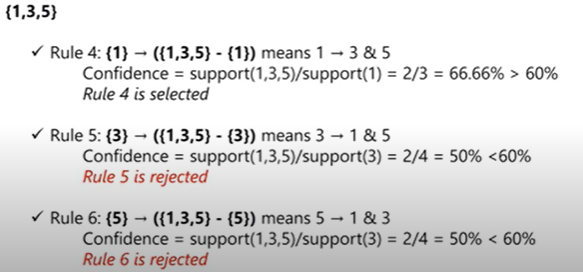 {1,3,5}
✓ Rule 4: {1} → ({1,3,5} - {1}) means 1 → 3 & 5
Confidence = support(1,3,5)/support(1) = 2/3 = 66.66% > 60%
Rule 4 is selected
✓ Rule 5: {3} → ({1,3,5} - {3}) means 3 → 1 & 5
Confidence = support(1,3,5)/support(3) = 2/4 = 50% <60%
Rule 5 is rejected
✓ Rule 6: {5} → ({1,3,5} - {5}) means 5 → 1 & 3
Confidence = support(1,3,5)/support(3) = 2/4 = 50% < 60%
Rule 6 is rejected